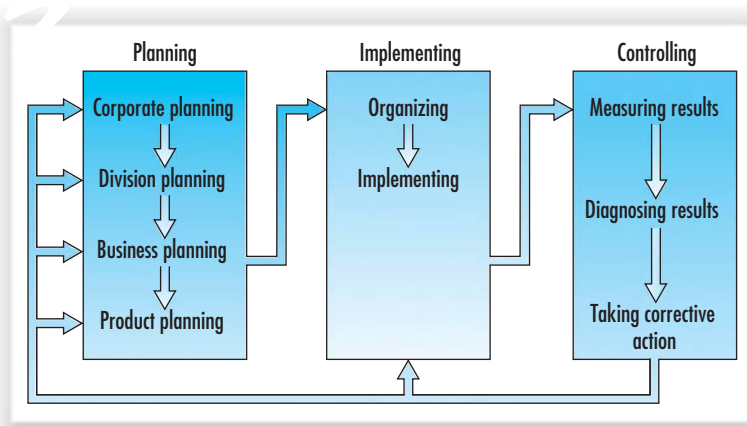 Planning
Corporate planning
Division planning
Business planning
Product planning
Implementing
Organizing
Implementing
Controlling
Measuring results
Diagnosing results
Taking corrective
action